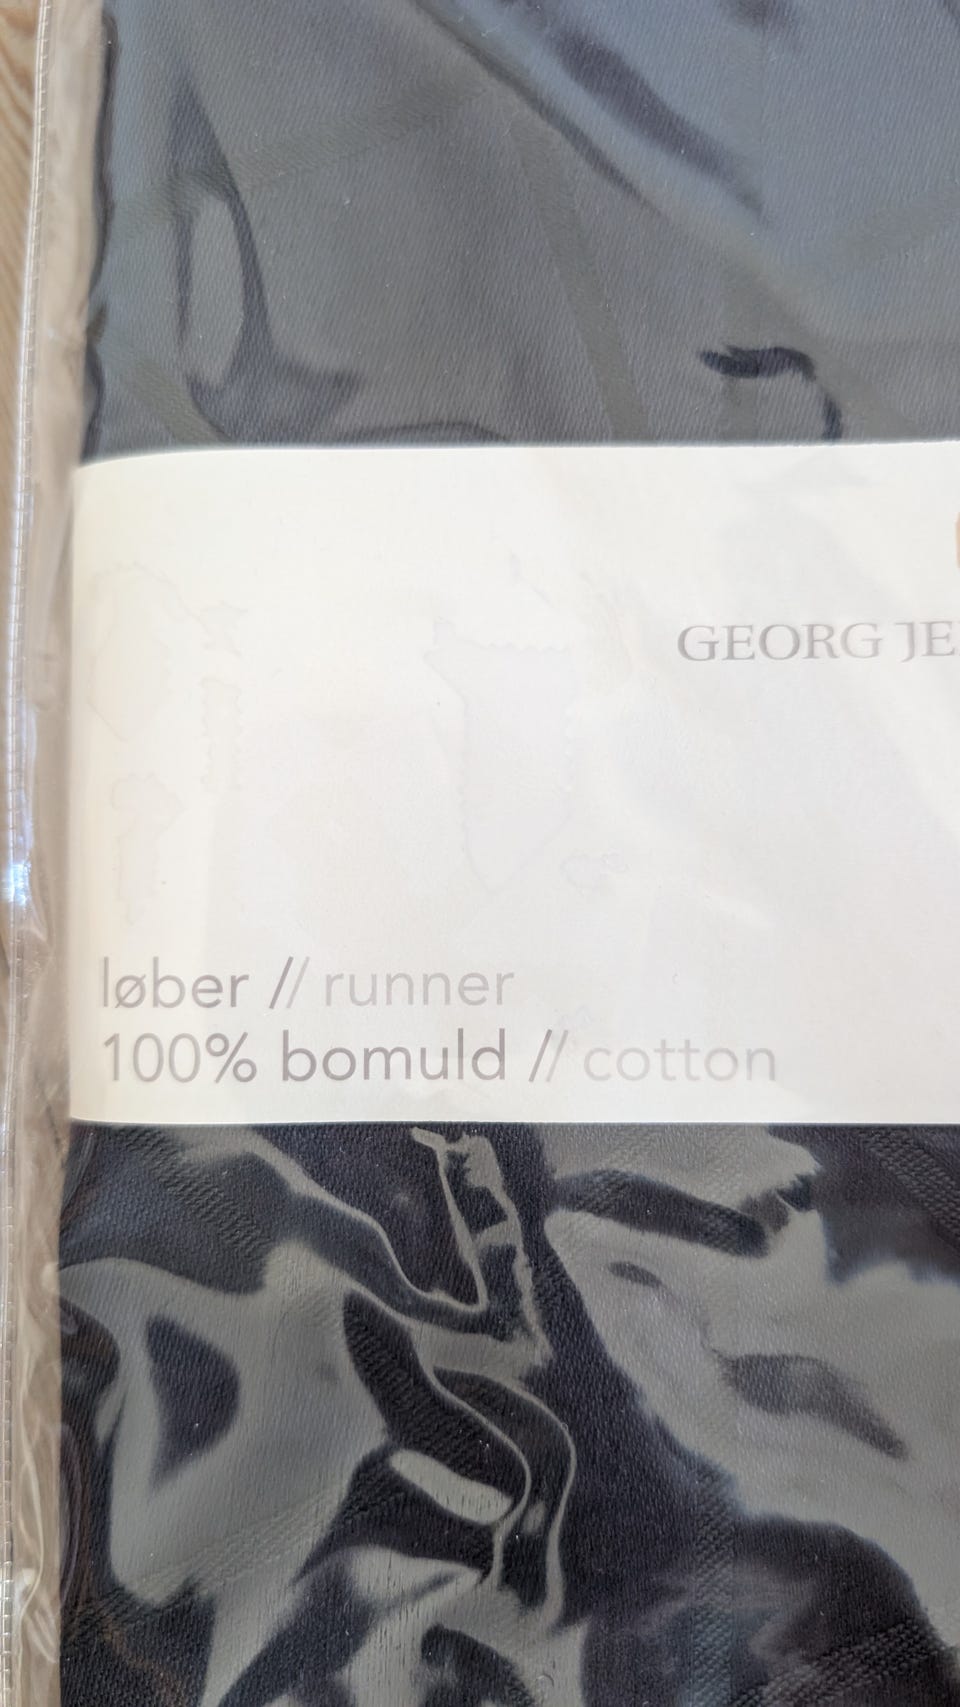 GEORG JE
løber // runner
100% bomuld // cotton